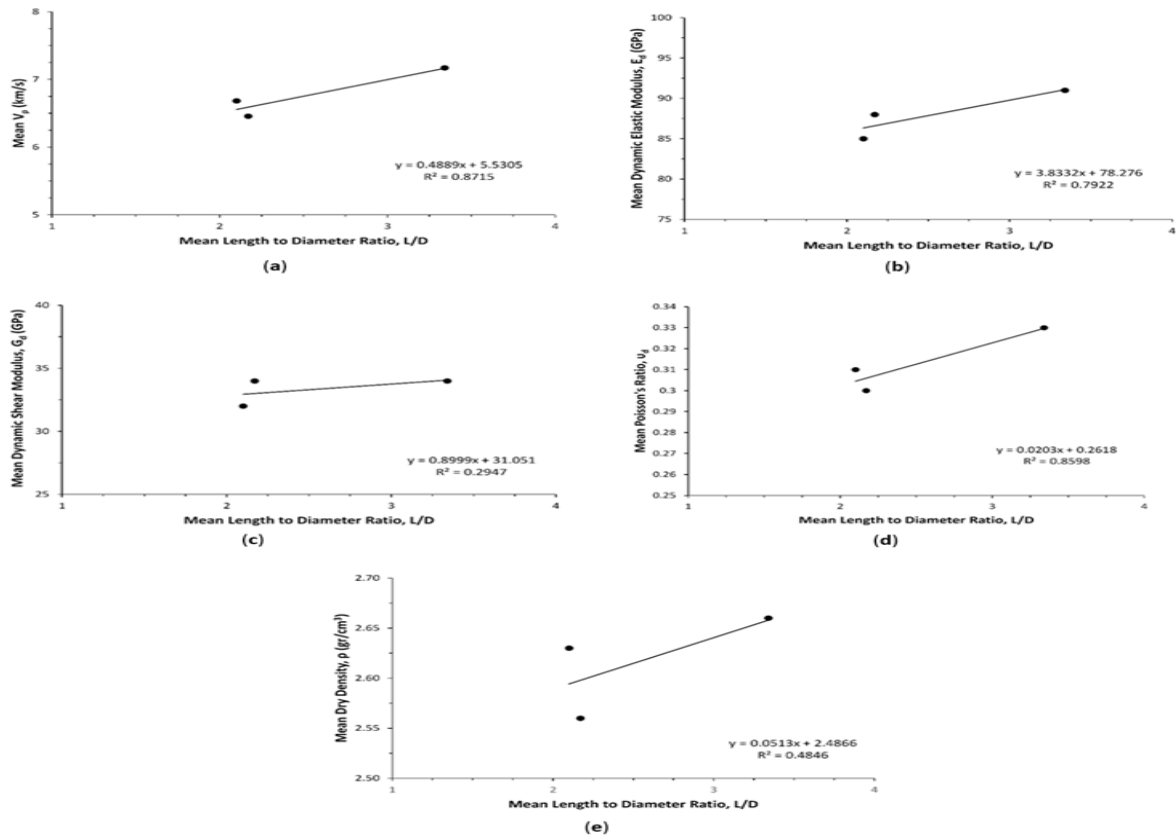 8
7
6
5
Mean Vp (km/s)
y = 0.4889x + 5.5305
R² = 0.8715
1 2 3 4
Mean Length to Diameter Ratio, L/D
(a)
100
95
90
85
80
75
Mean Dynamic Elastic Modulus, Ed (GPa)
y = 3.8332x + 78.276
R² = 0.7922
1 2 3 4
Mean Length to Diameter Ratio, L/D
(b)
40
35
30
25
Mean Dynamic Shear Modulus, Gd (GPa)
y = 0.8999x + 31.051
R² = 0.2947
1 2 3 4
Mean Length to Diameter Ratio, L/D
(c)
0.34
0.33
0.32
0.31
0.3
0.29
0.28
0.27
0.26
0.25
Mean Poisson's Ratio, υd
y = 0.0203x + 0.2618
R² = 0.8598
1 2 3 4
Mean Length to Diameter Ratio, L/D
(d)
2.70
2.65
2.60
2.55
2.50
Mean Dry Density, ρ (gr/cm³)
y = 0.0513x + 2.4866
R² = 0.4846
1 2 3 4
Mean Length to Diameter Ratio, L/D
(e)